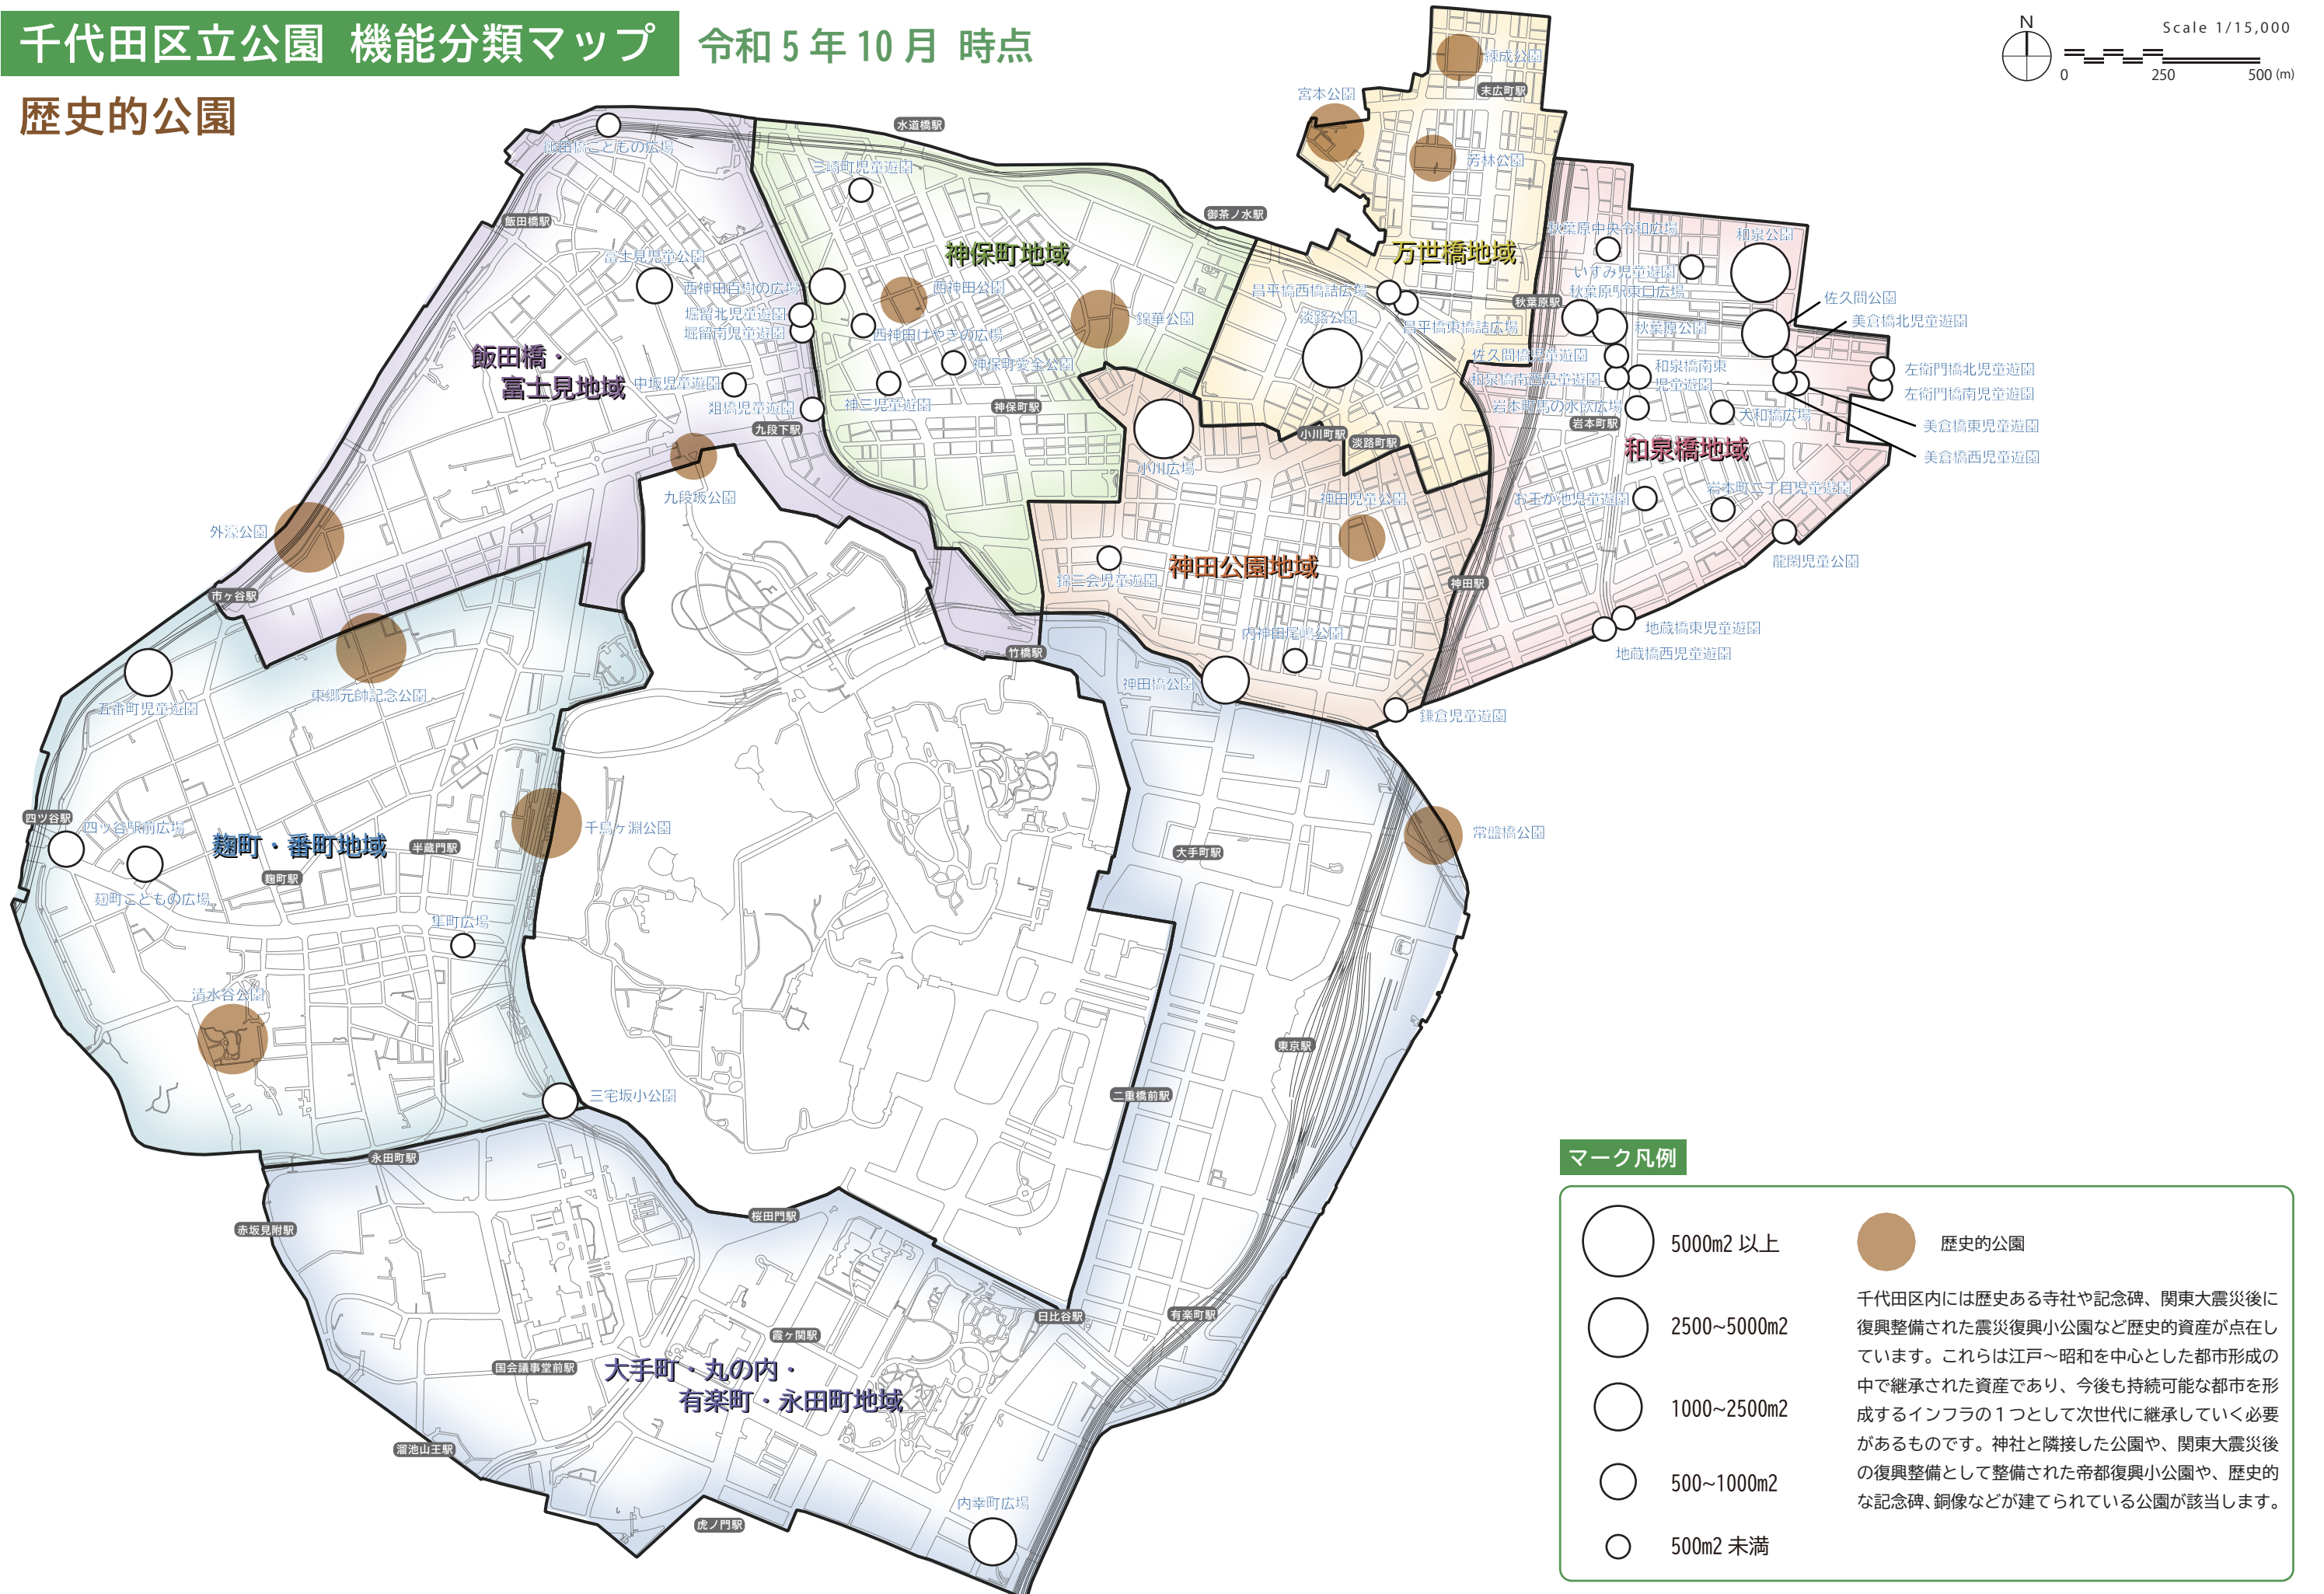 千代田区立公園 機能分類マップ
令和 5 年 10 月 時点
歴史的公園
N
Scale 1/15,000
0 250 500 (m)
練成公園
末広町駅
宮本公園
芳林公園
水道橋駅
飯田橋こどもの広場
三崎町児童遊園
御茶ノ水駅
飯田橋駅
神保町地域
万世橋地域
秋葉原中央令和広場
和泉公園
富士見児童公園
いずみ児童遊園
西神田百樹の広場
西神田公園
昌平橋西橋詰広場
秋葉原駅東口広場
秋葉原駅
佐久間公園
堀留北児童遊園
堀留南児童遊園
錦華公園
淡路公園
昌平橋東橋詰広場
秋葉原公園
美倉橋北児童遊園
西神田けやきの広場
佐久間橋児童遊園
飯田橋・
富士見地域
神保町愛全公園
和泉橋南東
児童遊園
和泉橋南西児童遊園
左衛門橋北児童遊園
左衛門橋南児童遊園
中坂児童遊園
俎橋児童遊園
神三児童遊園
神保町駅
岩本町馬の水飲広場
岩本町駅
大和橋広場
美倉橋東児童遊園
九段下駅
小川町駅
淡路町駅
和泉橋地域
美倉橋西児童遊園
小川広場
九段坂公園
神田児童公園
お玉が池児童遊園
岩本町二丁目児童遊園
外濠公園
龍閑児童公園
錦三会児童遊園
神田公園地域
神田駅
市ヶ谷駅
内神田尾嶋公園
地蔵橋東児童遊園
地蔵橋西児童遊園
竹橋駅
東郷元帥記念公園
神田橋公園
五番町児童遊園
鎌倉児童遊園
四ツ谷駅
四ツ谷駅前広場
麹町・番町地域
半蔵門駅
千鳥ヶ淵公園
常盤橋公園
大手町駅
麹町駅
麹町こどもの広場
隼町広場
清水谷公園
東京駅
三宅坂小公園
二重橋前駅
永田町駅
赤坂見附駅
桜田門駅
日比谷駅
有楽町駅
霞ヶ関駅
国会議事堂前駅
大手町・丸の内・
有楽町・永田町地域
溜池山王駅
虎ノ門駅
内幸町広場
マーク凡例
5000m2 以上
2500~5000m2
1000~2500m2
500~1000m2
500m2 未満
歴史的公園
千代田区内には歴史ある寺社や記念碑、関東大震災後に
復興整備された震災復興小公園など歴史的資産が点在し
ています。これらは江戸～昭和を中心とした都市形成の
中で継承された資産であり、今後も持続可能な都市を形
成するインフラの１つとして次世代に継承していく必要
があるものです。神社と隣接した公園や、関東大震災後
の復興整備として整備された帝都復興小公園や、歴史的
な記念碑、銅像などが建てられている公園が該当します。